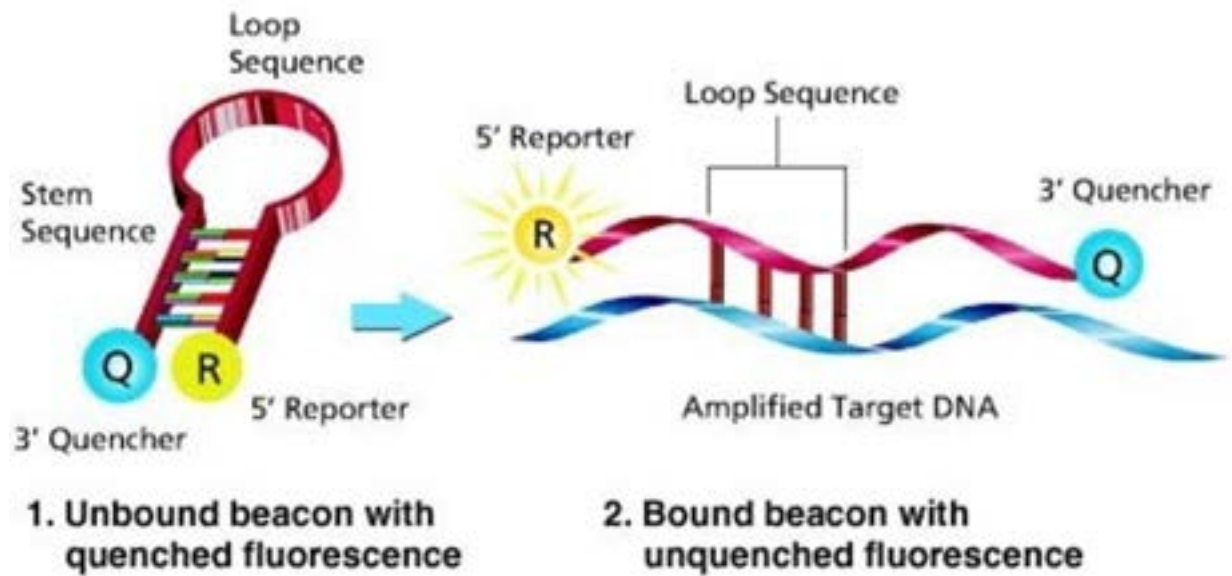 Loop
Sequence
Stem
Sequence
Q
R
3' Quencher
5' Reporter
Loop Sequence
5' Reporter
R
3' Quencher
Q
Amplified Target DNA
1. Unbound beacon with
quenched fluorescence
2. Bound beacon with
unquenched fluorescence